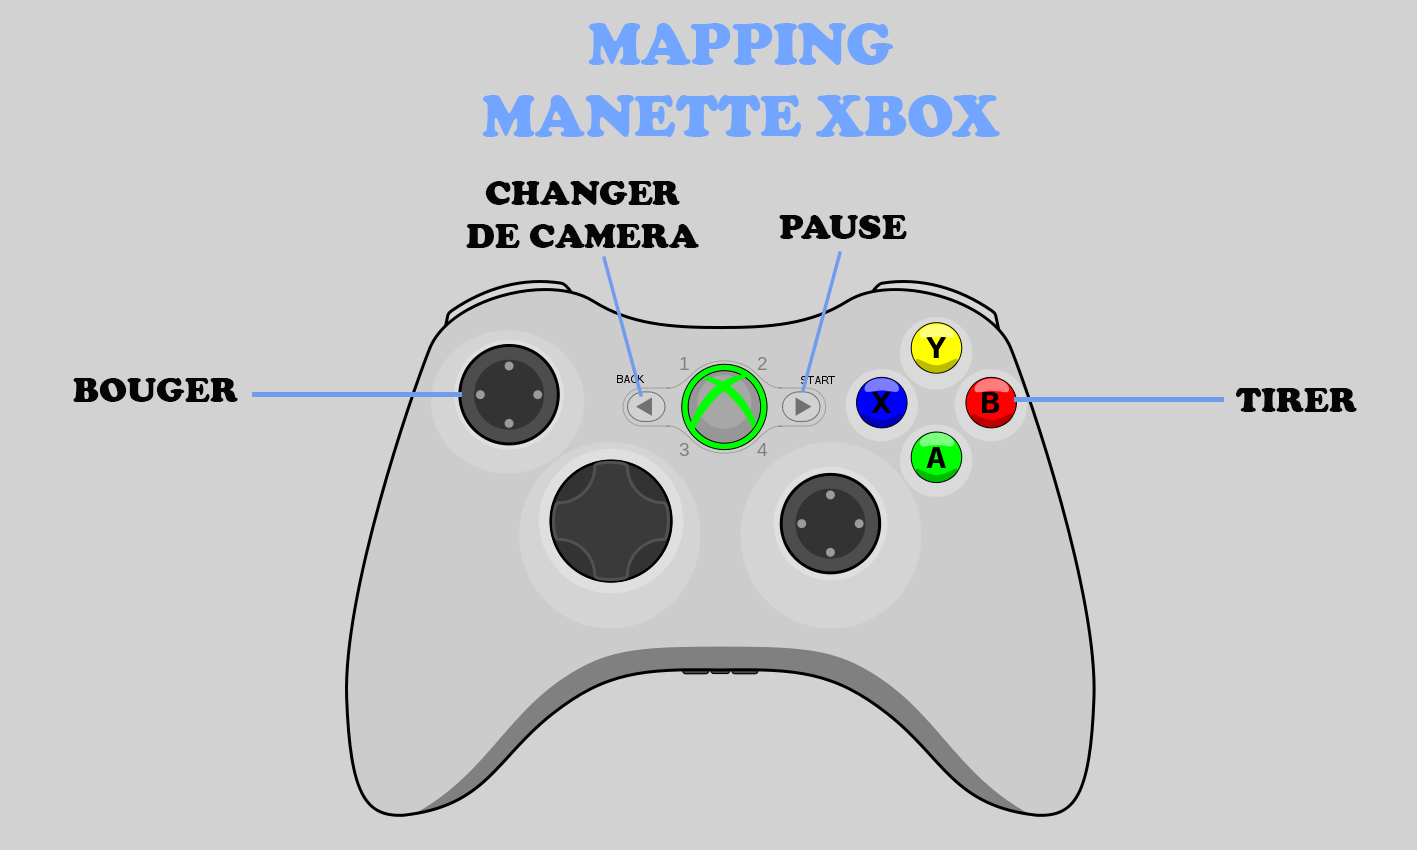 MAPPING
MANETTE XBOX
CHANGER
DE CAMERA
PAUSE
BOUGER
TIRER
BACK
START
1
2
3
4
Y
X
B
A